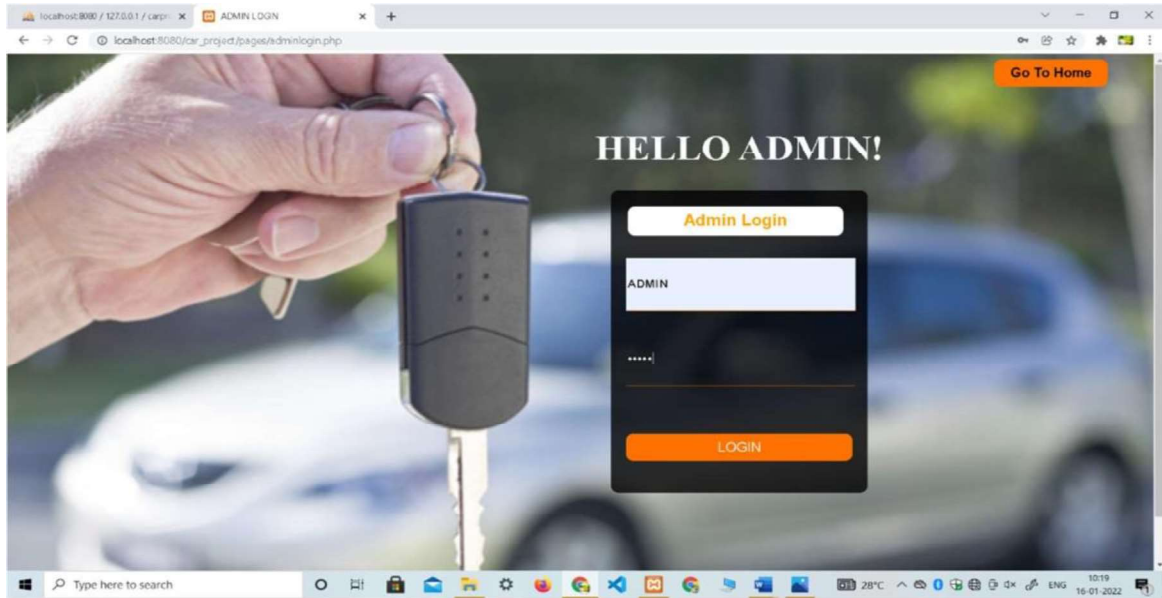 localhost:8080 / 127.0.0.1 / carpr
ADMIN LOGIN
localhost:8080/car_project/pages/adminlogin.php
Go To Home
HELLO ADMIN!
Admin Login
ADMIN
•••••
LOGIN
Type here to search
28°C
ENG
10:19
16-01-2022